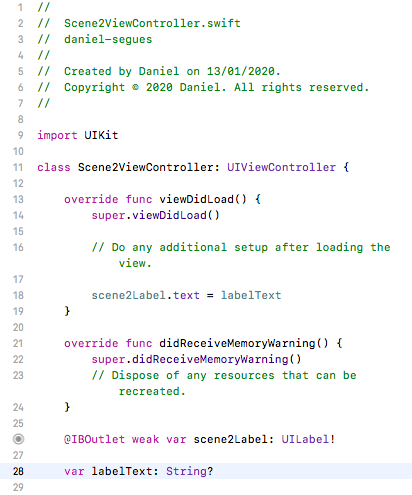 1 //
2 // Scene2ViewController.swift
3 // daniel-segues
4 //
5 // Created by Daniel on 13/01/2020.
6 // Copyright © 2020 Daniel. All rights reserved.
7 //
8
9 import UIKit
10
11 class Scene2ViewController: UIViewController {
12
13 override func viewDidLoad() {
14 super.viewDidLoad()
15
16 // Do any additional setup after loading the
view.
17
18 scene2Label.text = labelText
19 }
20
21 override func didReceiveMemoryWarning() {
22 super.didReceiveMemoryWarning()
23 // Dispose of any resources that can be
recreated.
24 }
25
@IBOutlet weak var scene2Label: UILabel!
27
28 var labelText: String?
29